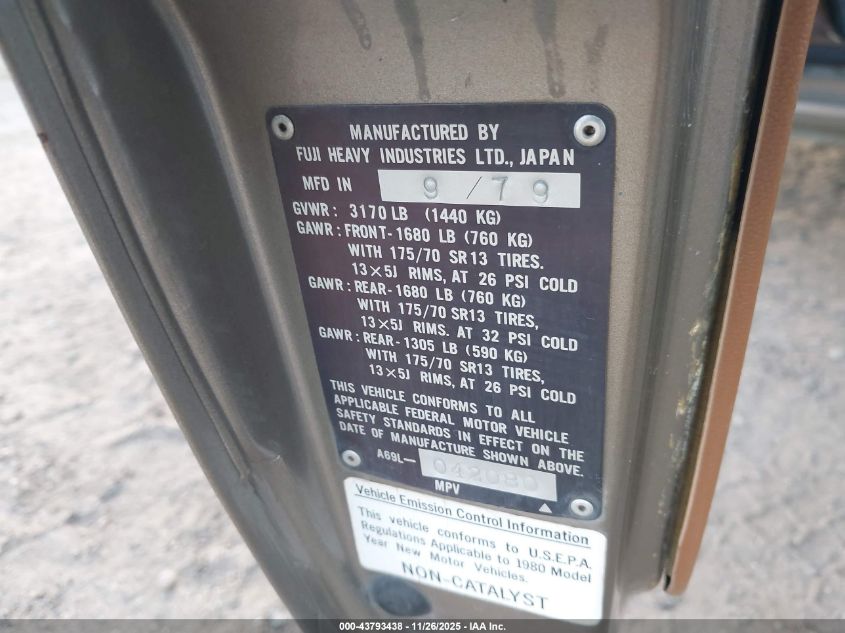 MANUFACTURED BY
FUJI HEAVY INDUSTRIES LTD., JAPAN
MFD IN 9 / 79
GVWR: 3170 LB (1440 KG)
GAWR: FRONT-1680 LB (760 KG)
WITH 175/70 SR13 TIRES.
13×5J RIMS, AT 26 PSI COLD
GAWR: REAR-1680 LB (760 KG)
WITH 175/70 SR13 TIRES,
13×5J RIMS. AT 32 PSI COLD
GAWR: REAR-1305 LB (590 KG)
WITH 175/70 SR13 TIRES,
13×5J RIMS, AT 26 PSI COLD
THIS VEHICLE CONFORMS TO ALL
APPLICABLE FEDERAL MOTOR VEHICLE
SAFETY STANDARDS IN EFFECT ON THE
DATE OF MANUFACTURE SHOWN ABOVE.
A69L— 042080
MPV
Vehicle Emission Control Information
This vehicle conforms to U.S.E.P.A.
Regulations Applicable to 1980 Model
Year New Motor Vehicles.
NON-CATALYST
000-43793438 - 11/26/2025 - IAA Inc.